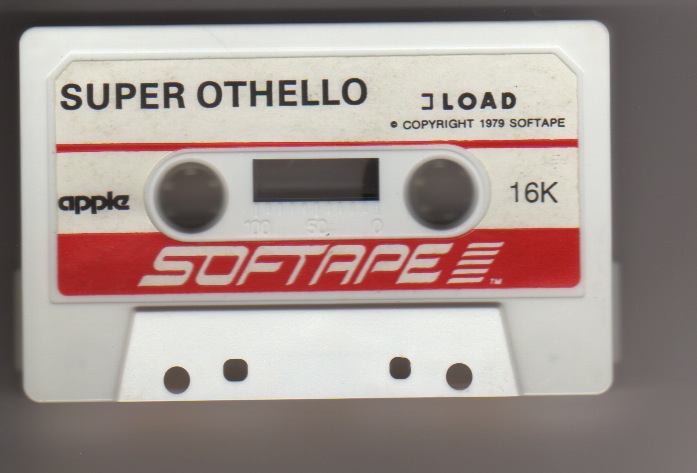 SUPER OTHELLO
]LOAD
© COPYRIGHT 1979 SOFTAPE
apple
16K
100 50 0
SOFTAPE
TM